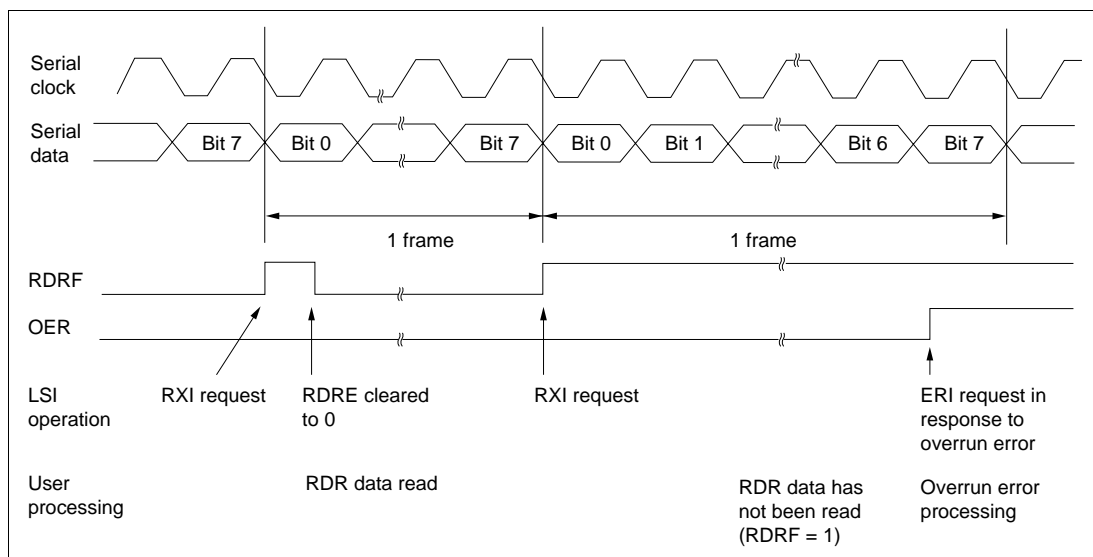 Serial
clock
Serial
data
Bit 7
Bit 0
Bit 7
Bit 0
Bit 1
Bit 6
Bit 7
1 frame
1 frame
RDRF
OER
LSI
operation
RXI request
RDRE cleared
to 0
RXI request
ERI request in
response to
overrun error
User
processing
RDR data read
RDR data has
not been read
(RDRF = 1)
Overrun error
processing